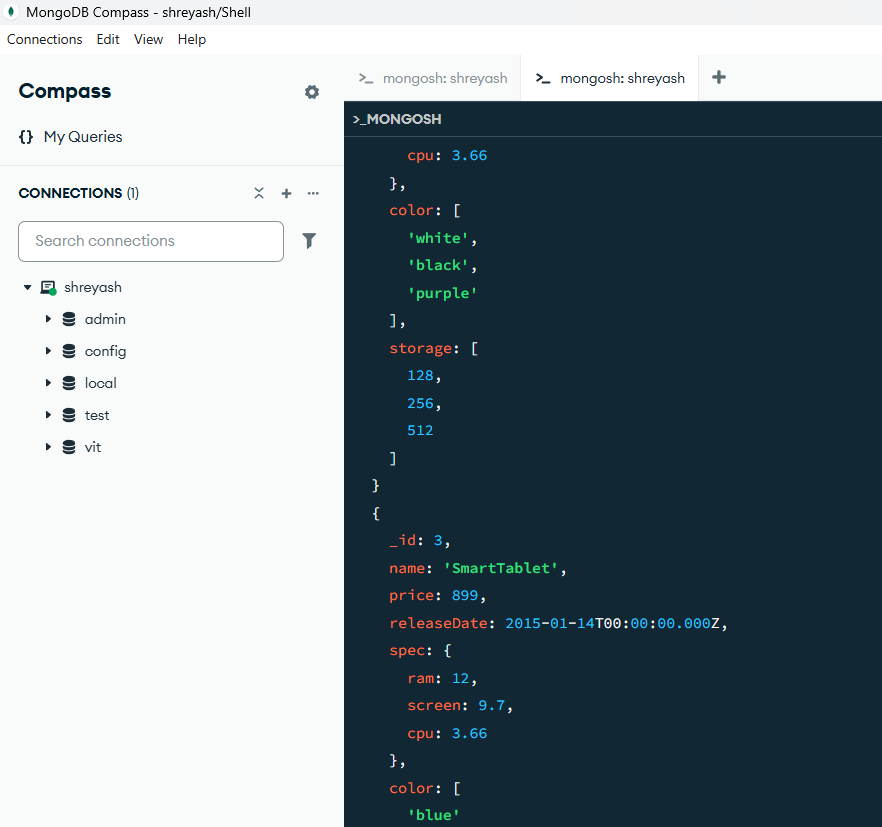 MongoDB Compass - shreyash/Shell
Connections Edit View Help
Compass
{} My Queries
CONNECTIONS (1)
Search connections
shreyash
admin
config
local
test
vit
>_ mongosh: shreyash
>_ mongosh: shreyash
>_MONGOSH
cpu: 3.66
},
color: [
'white',
'black',
'purple'
],
storage: [
128,
256,
512
]
}
{
_id: 3,
name: 'SmartTablet',
price: 899,
releaseDate: 2015-01-14T00:00:00.000Z,
spec: {
ram: 12,
screen: 9.7,
cpu: 3.66
},
color: [
'blue'